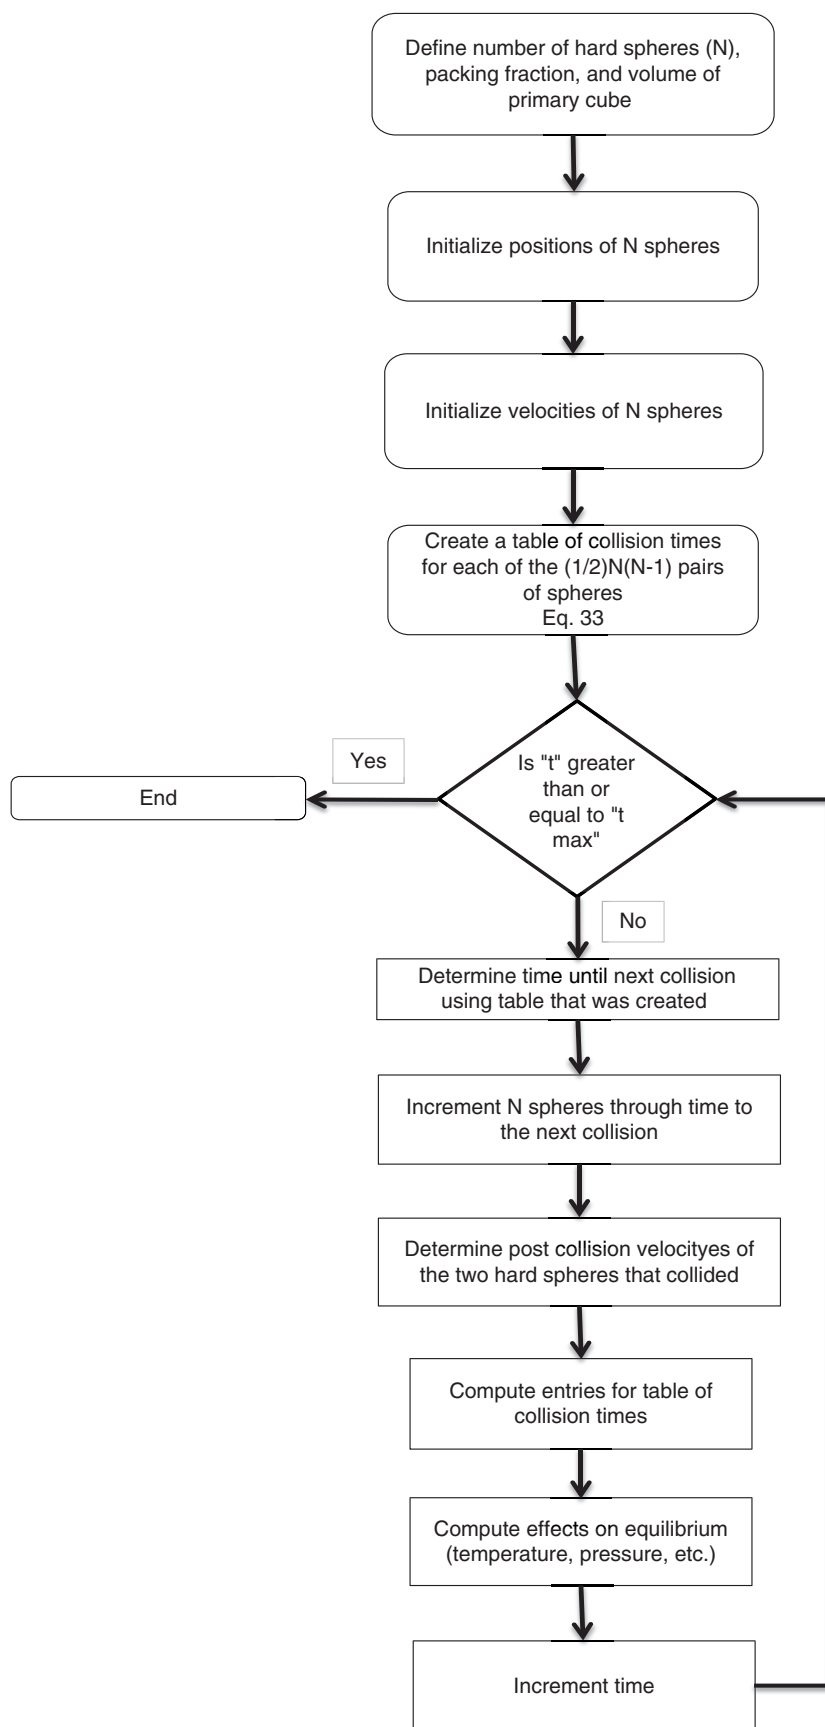 Define number of hard spheres (N),
packing fraction, and volume of
primary cube
Initialize positions of N spheres
Initialize velocities of N spheres
Create a table of collision times
for each of the (1/2)N(N-1) pairs
of spheres
Eq. 33
Is "t" greater
than or
equal to "t
max"
Yes
End
No
Determine time until next collision
using table that was created
Increment N spheres through time to
the next collision
Determine post collision velocityes of
the two hard spheres that collided
Compute entries for table of
collision times
Compute effects on equilibrium
(temperature, pressure, etc.)
Increment time